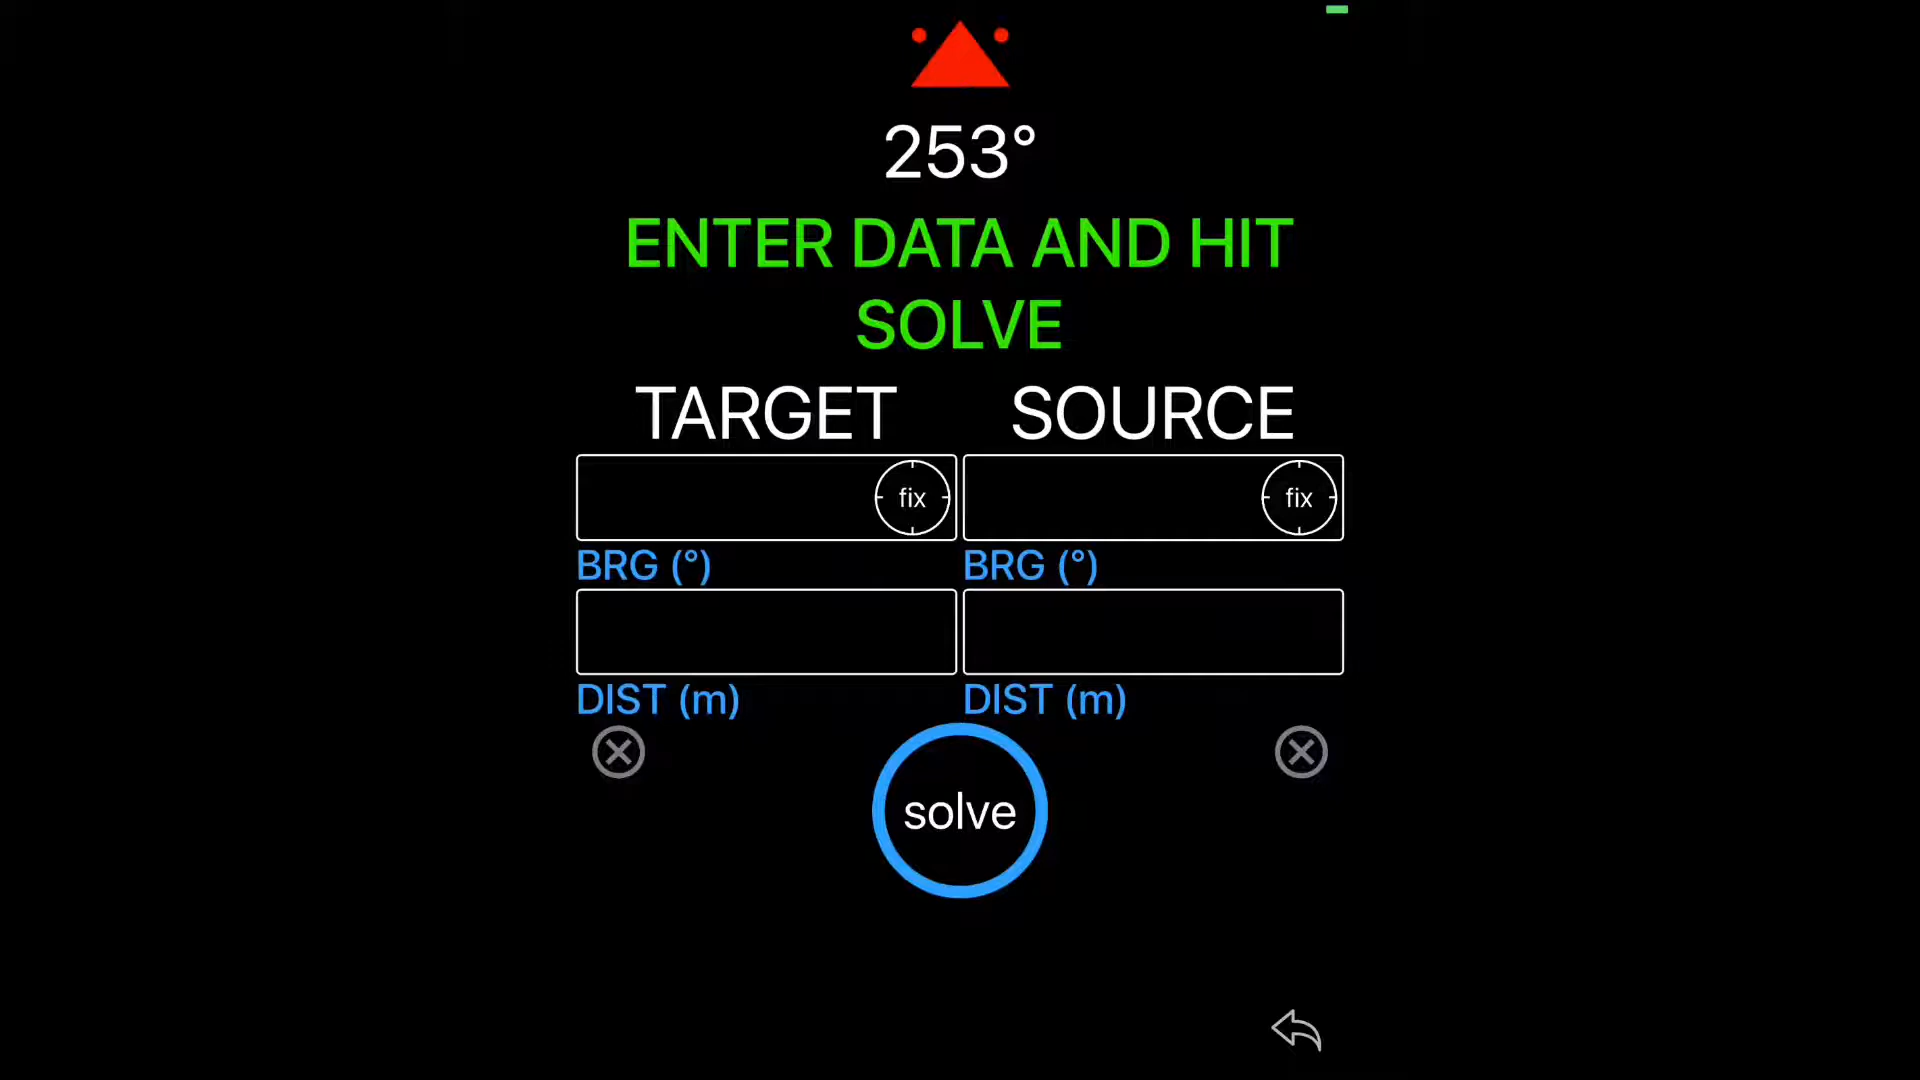 253°
ENTER DATA AND HIT
SOLVE
TARGET SOURCE
fix fix
BRG (°) BRG (°)
DIST (m) DIST (m)
solve